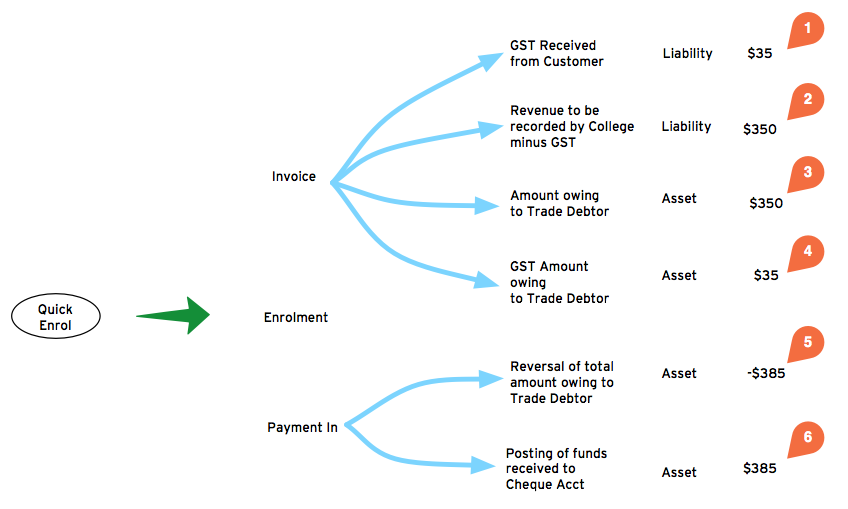 1
GST Received
from Customer
Liability
$35
2
Revenue to be
recorded by College
minus GST
Liability
$350
Invoice
3
Amount owing
to Trade Debtor
Asset
$350
4
GST Amount
owing
to Trade Debtor
Asset
$35
Quick
Enrol
Enrolment
5
Reversal of total
amount owing to
Trade Debtor
Asset
-$385
Payment In
6
Posting of funds
received to
Cheque Acct
Asset
$385